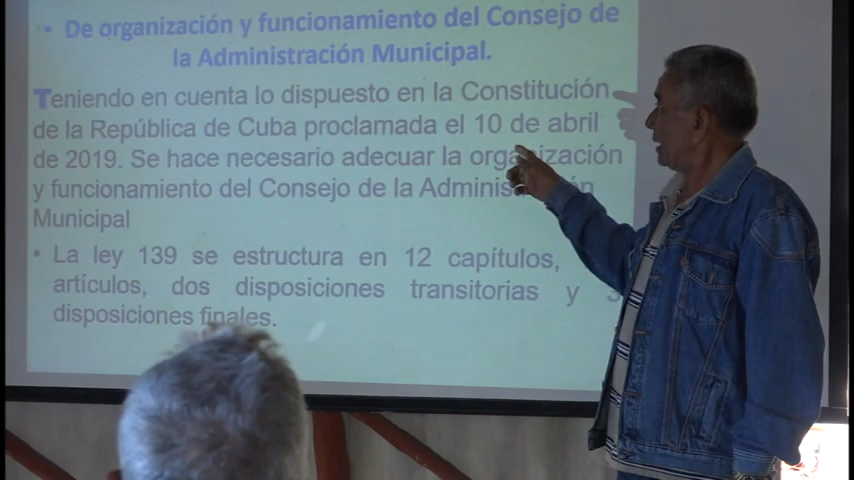 • De organización y funcionamiento del Consejo de
la Administración Municipal.
Teniendo en cuenta lo dispuesto en la Constitución
de la República de Cuba proclamada el 10 de abril
de 2019. Se hace necesario adecuar la organización
y funcionamiento del Consejo de la Administración
Municipal
• La ley 139 se estructura en 12 capítulos,
artículos, dos disposiciones transitorias y 3
disposiciones finales.